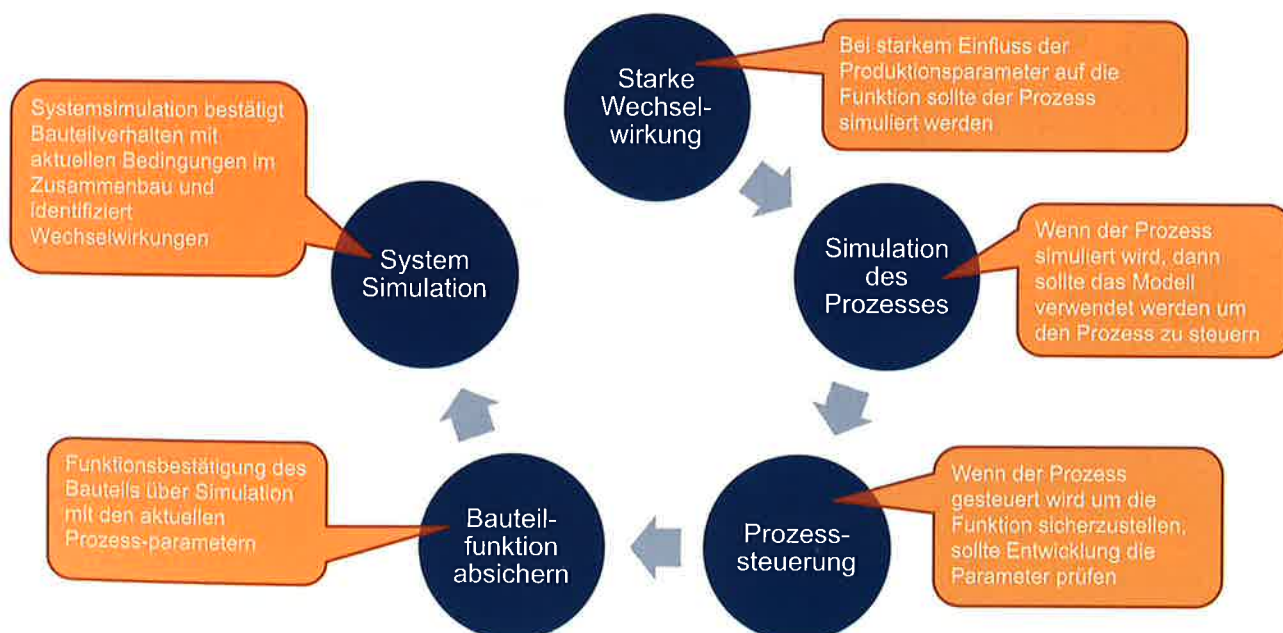 Starke
Wechsel-
wirkung
Bei starkem Einfluss der
Produktionsparameter auf die
Funktion sollte der Prozess
simuliert werden
Simulation
des
Prozesses
Wenn der Prozess
simuliert wird, dann
sollte das Modell
verwendet werden um
den Prozess zu steuern
Prozess-
steuerung
Wenn der Prozess
gesteuert wird um die
Funktion sicherzustellen,
sollte Entwicklung die
Parameter prüfen
Bauteil-
funktion
absichern
Funktionsbestätigung des
Bauteils über Simulation
mit den aktuellen
Prozess-parametern
System
Simulation
Systemsimulation bestätigt
Bauteilverhalten mit
aktuellen Bedingungen im
Zusammenbau und
identifiziert
Wechselwirkungen